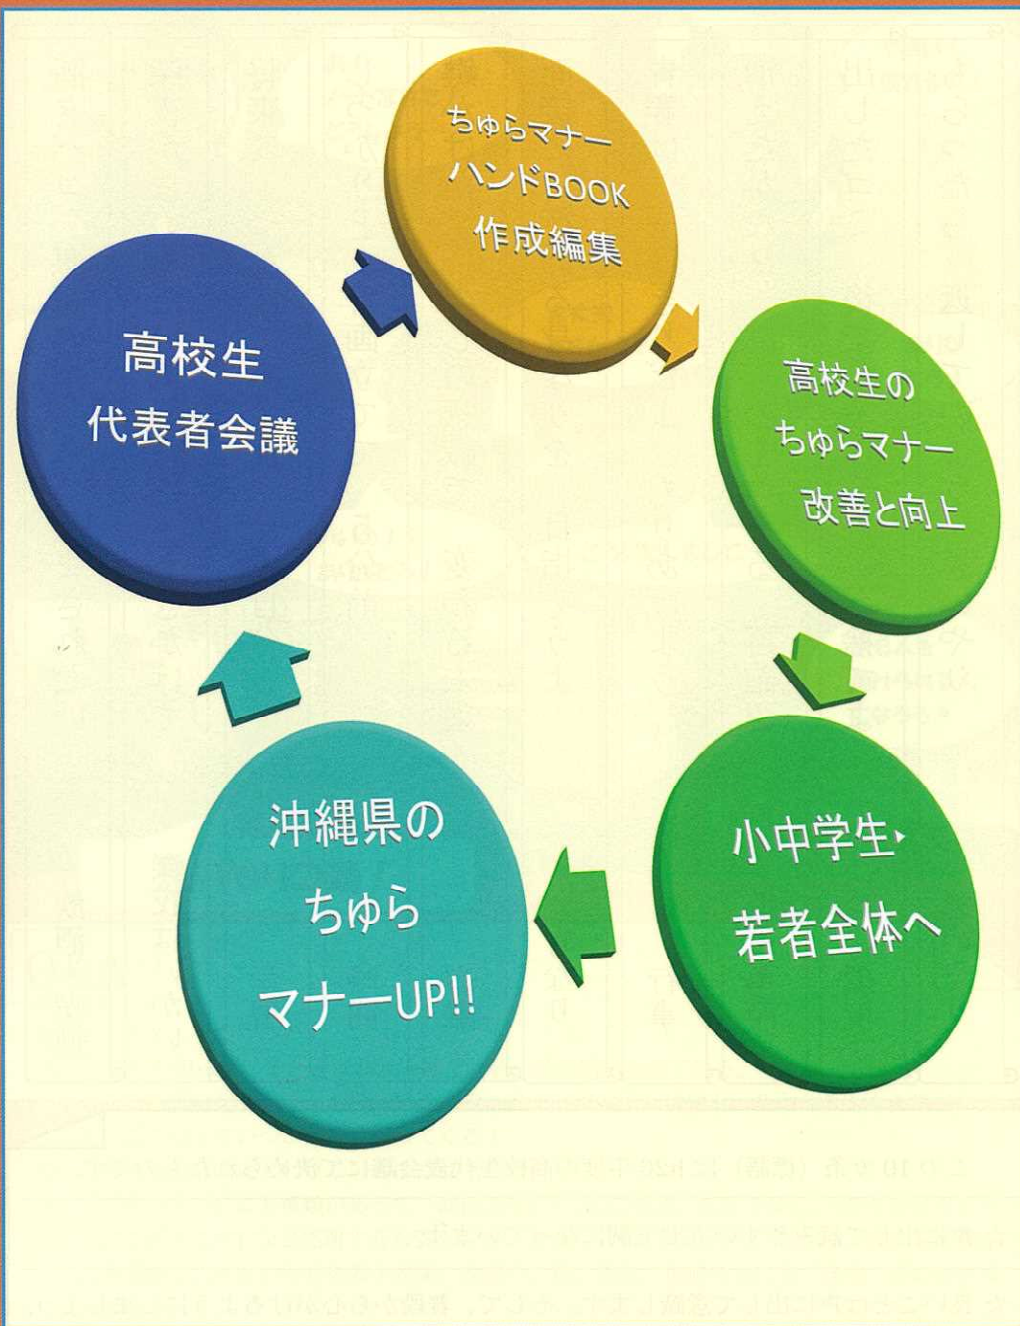 ちゅらマナー
ハンドBOOK
作成編集
高校生
代表者会議
高校生の
ちゅらマナー
改善と向上
小中学生・
若者全体へ
沖縄県の
ちゅら
マナーUP!!